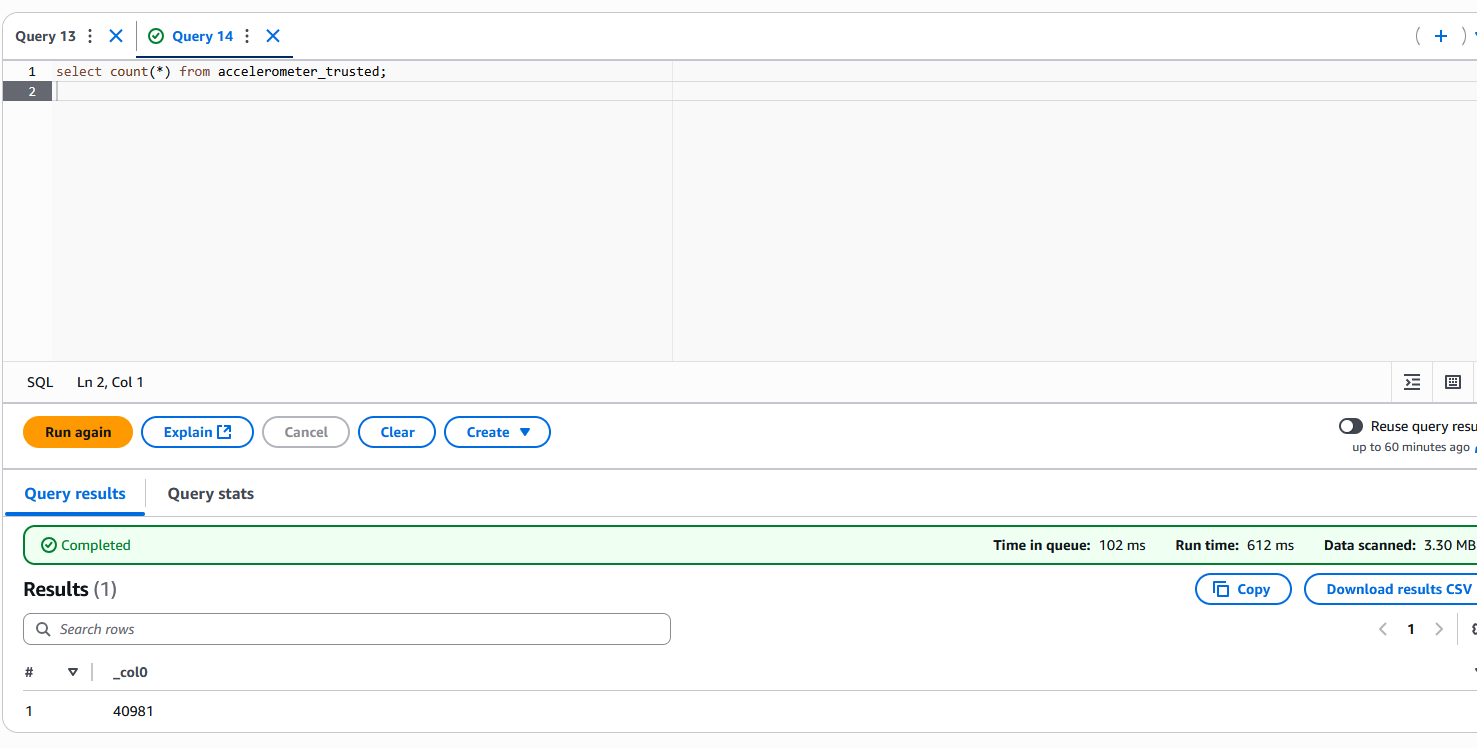 Query 13
Query 14
1 select count(*) from accelerometer_trusted;
2
SQL Ln 2, Col 1
Run again Explain Cancel Clear Create
Reuse query resu
up to 60 minutes ago
Query results Query stats
Completed Time in queue: 102 ms Run time: 612 ms Data scanned: 3.30 MB
Results (1) Copy Download results CSV
Search rows 1
# _col0
1 40981